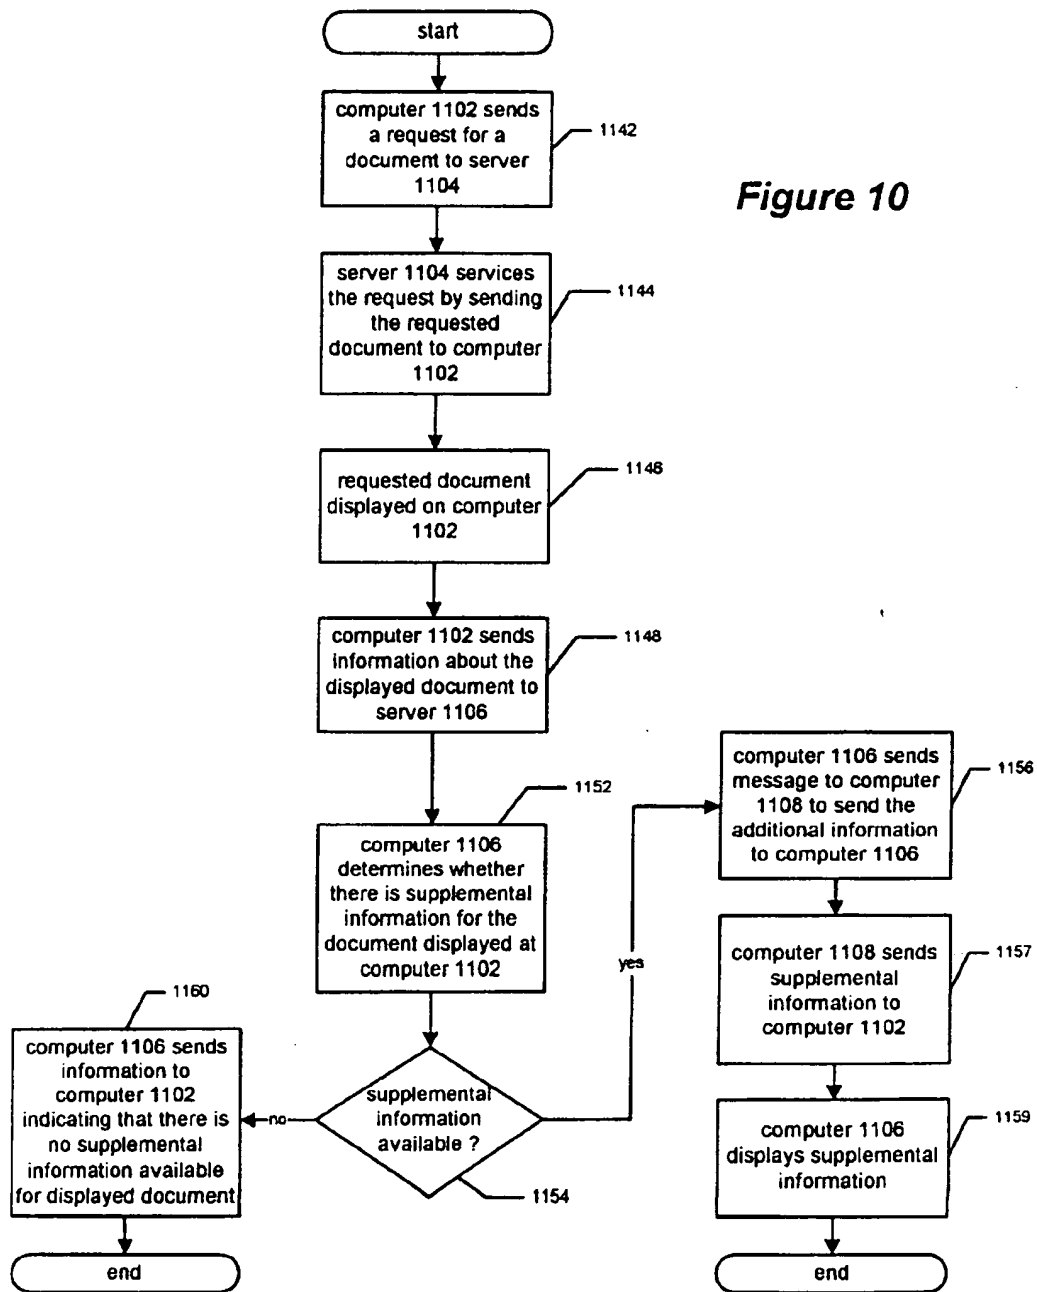 start
computer 1102 sends
a request for a
document to server
1104
1142
Figure 10
server 1104 services
the request by sending
the requested
document to computer
1102
1144
requested document
displayed on computer
1102
1146
computer 1102 sends
information about the
displayed document to
server 1106
1148
computer 1106
determines whether
there is supplemental
information for the
document displayed at
computer 1102
1152
supplemental
information
available ?
1154
no
yes
computer 1106 sends
information to
computer 1102
indicating that there is
no supplemental
information available
for displayed document
1160
end
computer 1106 sends
message to computer
1108 to send the
additional information
to computer 1106
1156
computer 1108 sends
supplemental
information to
computer 1102
1157
computer 1106
displays supplemental
information
1159
end